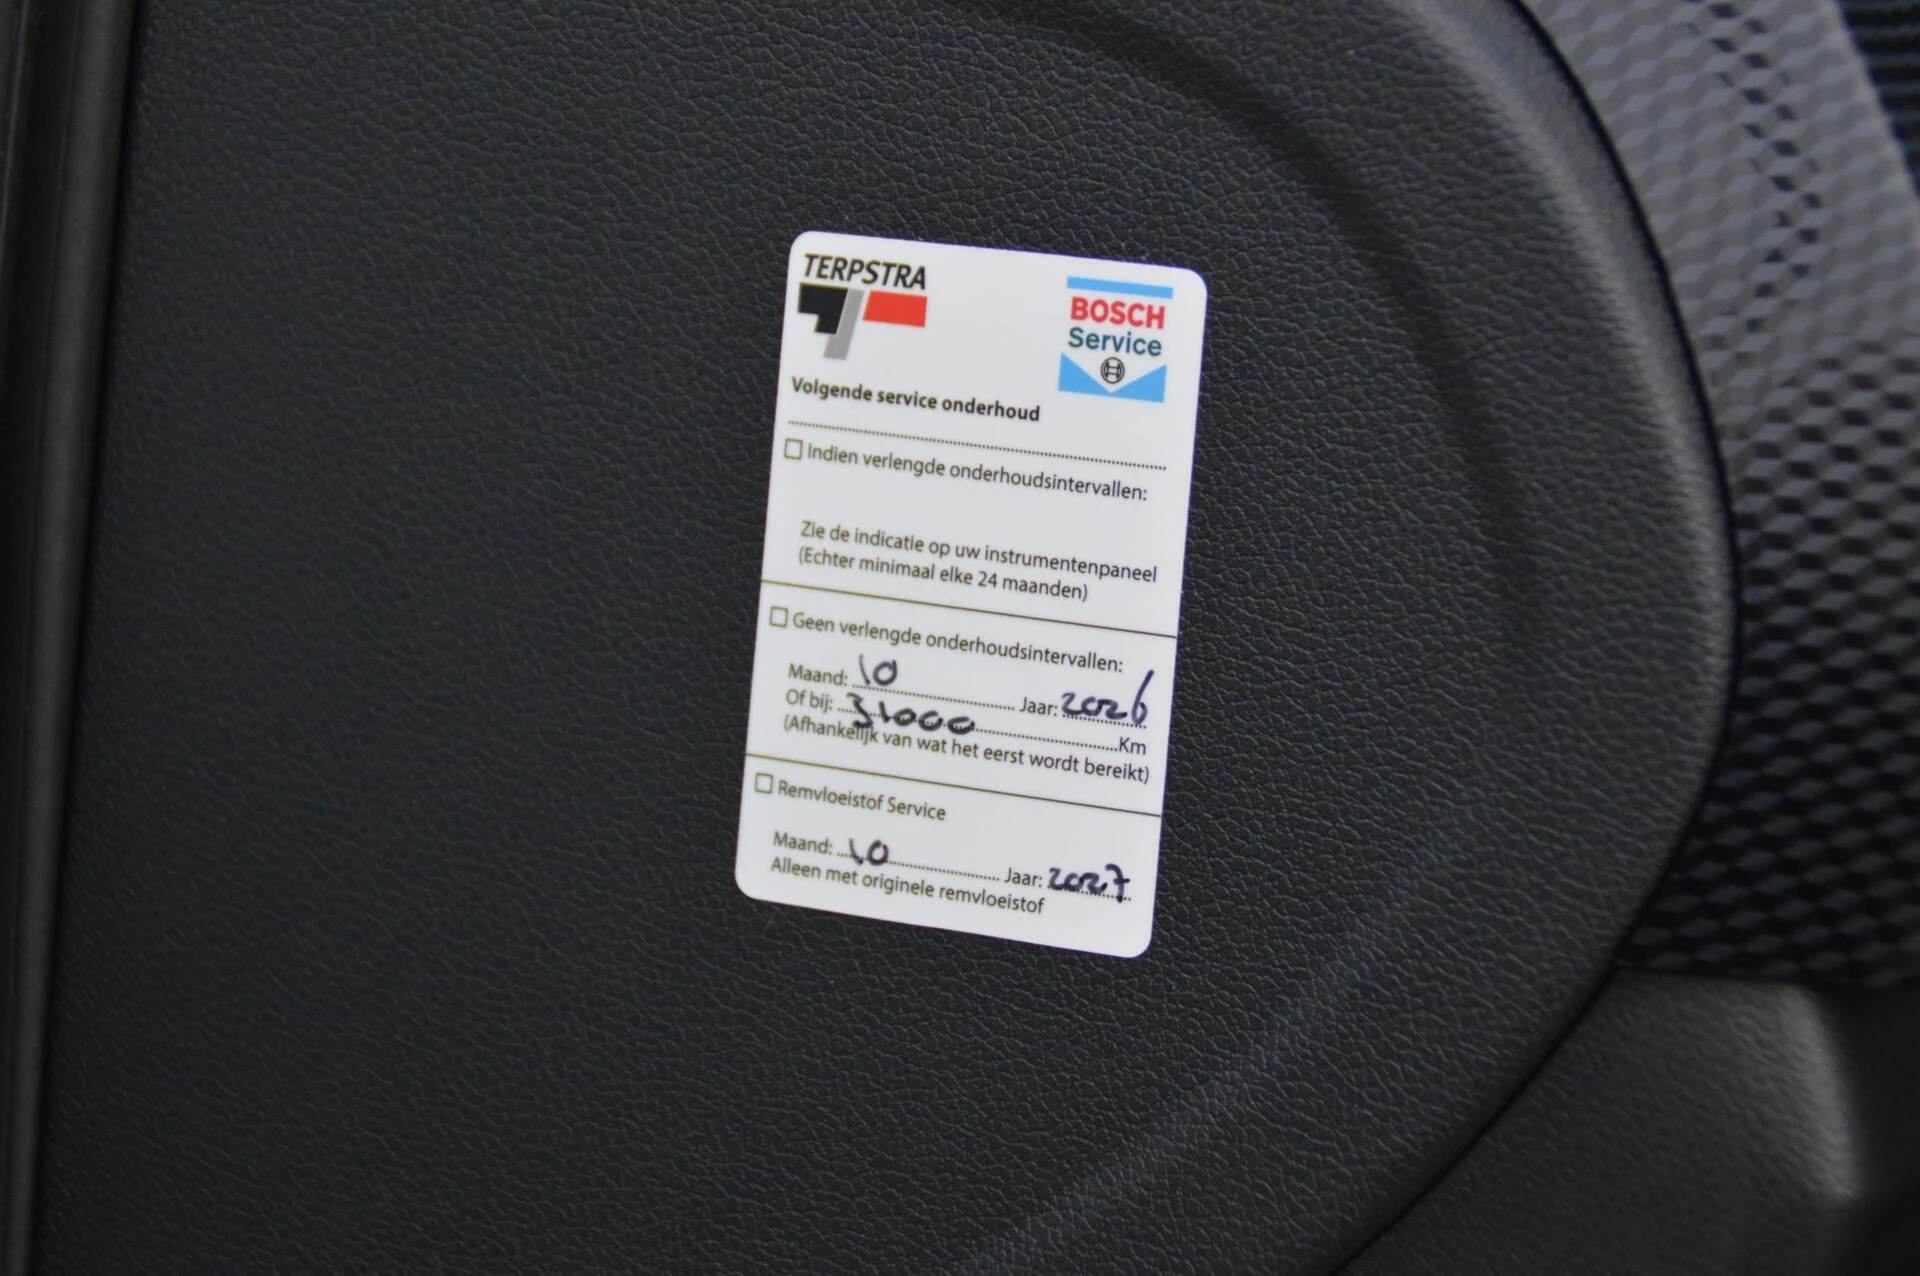 TERPSTRA
BOSCH
Service
Volgende service onderhoud
Indien verlengde onderhoudsintervallen:
Zie de indicatie op uw instrumentenpaneel
(Echter minimaal elke 24 maanden)
Geen verlengde onderhoudsintervallen:
Maand: 10 Jaar: 2026
Of bij: 31000 Km
(Afhankelijk van wat het eerst wordt bereikt)
Remvloeistof Service
Maand: 10 Jaar: 2027
Alleen met originele remvloeistof